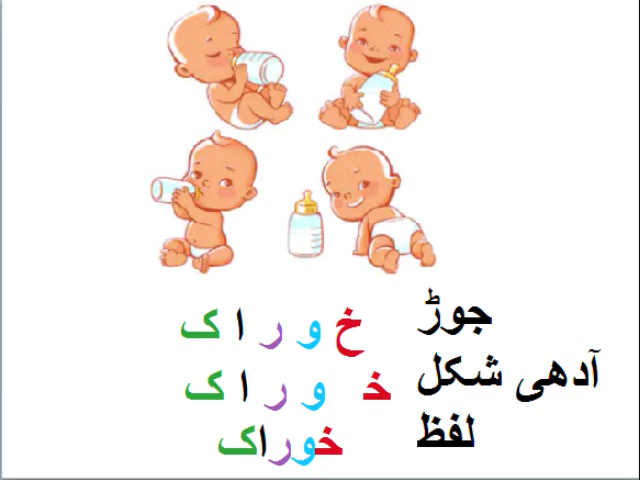 جوڑ خ و ر ا ک
آدھی شکل خـ و ر ا ک
لفظ خوراک